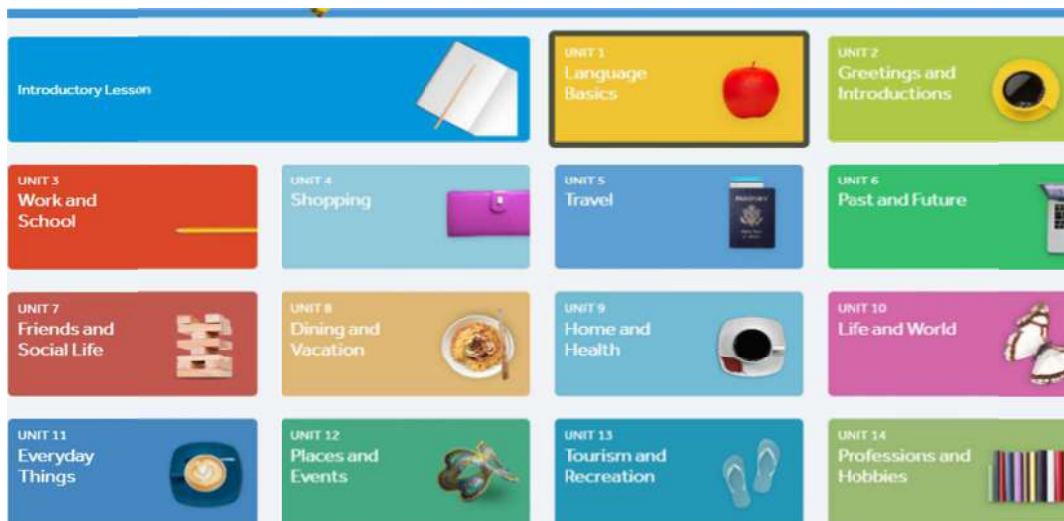 Introductory Lesson
UNIT 1
Language
Basics
UNIT 2
Greetings and
Introductions
UNIT 3
Work and
School
UNIT 4
Shopping
UNIT 5
Travel
PASSPORT
UNIT 6
Past and Future
UNIT 7
Friends and
Social Life
UNIT 8
Dining and
Vacation
UNIT 9
Home and
Health
UNIT 10
Life and World
UNIT 11
Everyday
Things
UNIT 12
Places and
Events
UNIT 13
Tourism and
Recreation
UNIT 14
Professions and
Hobbies